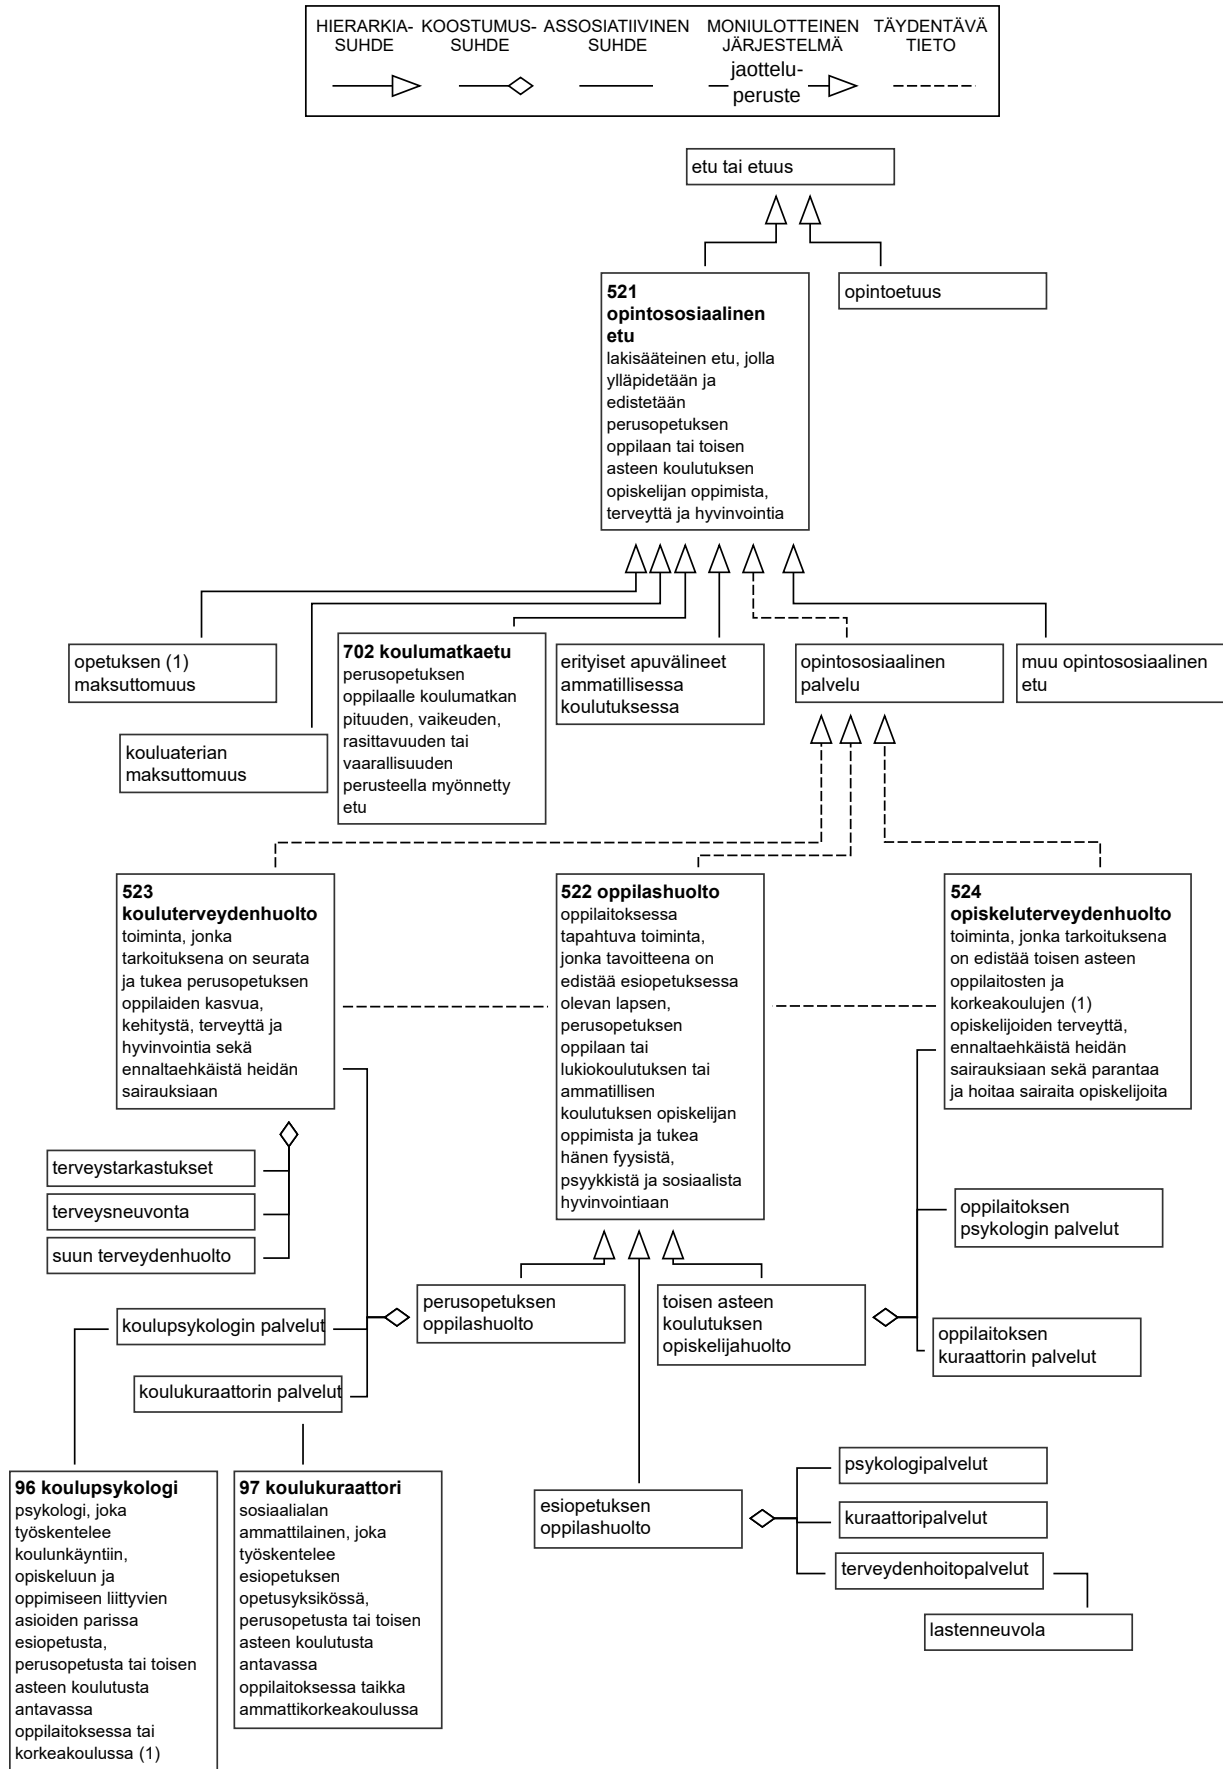 HIERARKIA-
SUHDE
KOOSTUMUS-
SUHDE
ASSOSIATIIVINEN
SUHDE
MONIULOTTEINEN
JÄRJESTELMÄ
jaottelu-
peruste
TÄYDENTÄVÄ
TIETO
etu tai etuus
521
opintososiaalinen
etu
lakisääteinen etu, jolla
ylläpidetään ja
edistetään
perusopetuksen
oppilaan tai toisen
asteen koulutuksen
opiskelijan oppimista,
terveyttä ja hyvinvointia
opintoetuus
opetuksen (1)
maksuttomuus
kouluaterian
maksuttomuus
702 koulumatkaetu
perusopetuksen
oppilaalle koulumatkan
pituuden, vaikeuden,
rasittavuuden tai
vaarallisuuden
perusteella myönnetty
etu
erityiset apuvälineet
ammatillisessa
koulutuksessa
opintososiaalinen
palvelu
muu opintososiaalinen
etu
523
kouluterveydenhuolto
toiminta, jonka
tarkoituksena on seurata
ja tukea perusopetuksen
oppilaiden kasvua,
kehitystä, terveyttä ja
hyvinvointia sekä
ennaltaehkäistä heidän
sairauksiaan
522 oppilashuolto
oppilaitoksessa
tapahtuva toiminta,
jonka tavoitteena on
edistää esiopetuksessa
olevan lapsen,
perusopetuksen
oppilaan tai
lukiokoulutuksen tai
ammatillisen
koulutuksen opiskelijan
oppimista ja tukea
hänen fyysistä,
psyykkistä ja sosiaalista
hyvinvointiaan
524
opiskeluterveydenhuolto
toiminta, jonka tarkoituksena
on edistää toisen asteen
oppilaitosten ja
korkeakoulujen (1)
opiskelijoiden terveyttä,
ennaltaehkäistä heidän
sairauksiaan sekä parantaa
ja hoitaa sairaita opiskelijoita
terveystarkastukset
terveysneuvonta
suun terveydenhuolto
koulupsykologin palvelut
koulukuraattorin palvelut
perusopetuksen
oppilashuolto
toisen asteen
koulutuksen
opiskelijahuolto
oppilaitoksen
psykologin palvelut
oppilaitoksen
kuraattorin palvelut
96 koulupsykologi
psykologi, joka
työskentelee
koulunkäyntiin,
opiskeluun ja
oppimiseen liittyvien
asioiden parissa
esiopetusta,
perusopetusta tai toisen
asteen koulutusta
antavassa
oppilaitoksessa tai
korkeakoulussa (1)
97 koulukuraattori
sosiaalialan
ammattilainen, joka
työskentelee
esiopetuksen
opetusyksikössä,
perusopetusta tai toisen
asteen koulutusta
antavassa
oppilaitoksessa taikka
ammattikorkeakoulussa
esiopetuksen
oppilashuolto
psykologipalvelut
kuraattoripalvelut
terveydenhoitopalvelut
lastenneuvola